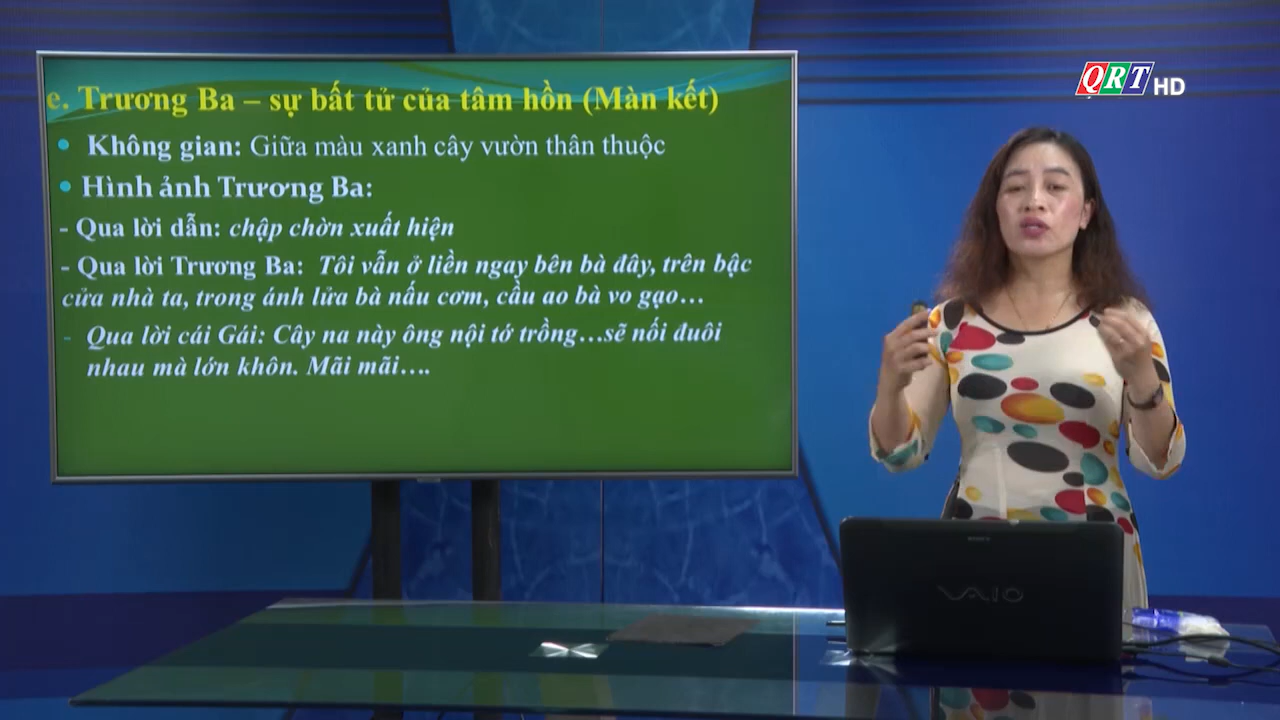 e. Trương Ba – sự bất tử của tâm hồn (Màn kết)
• Không gian: Giữa màu xanh cây vườn thân thuộc
• Hình ảnh Trương Ba:
- Qua lời dẫn: chập chờn xuất hiện
- Qua lời Trương Ba: Tôi vẫn ở liền ngay bên bà đây, trên bậc
cửa nhà ta, trong ánh lửa bà nấu cơm, cầu ao bà vo gạo…
- Qua lời cái Gái: Cây na này ông nội tớ trồng…sẽ nối đuôi
nhau mà lớn khôn. Mãi mãi….
QRT HD
SONY
VAIO